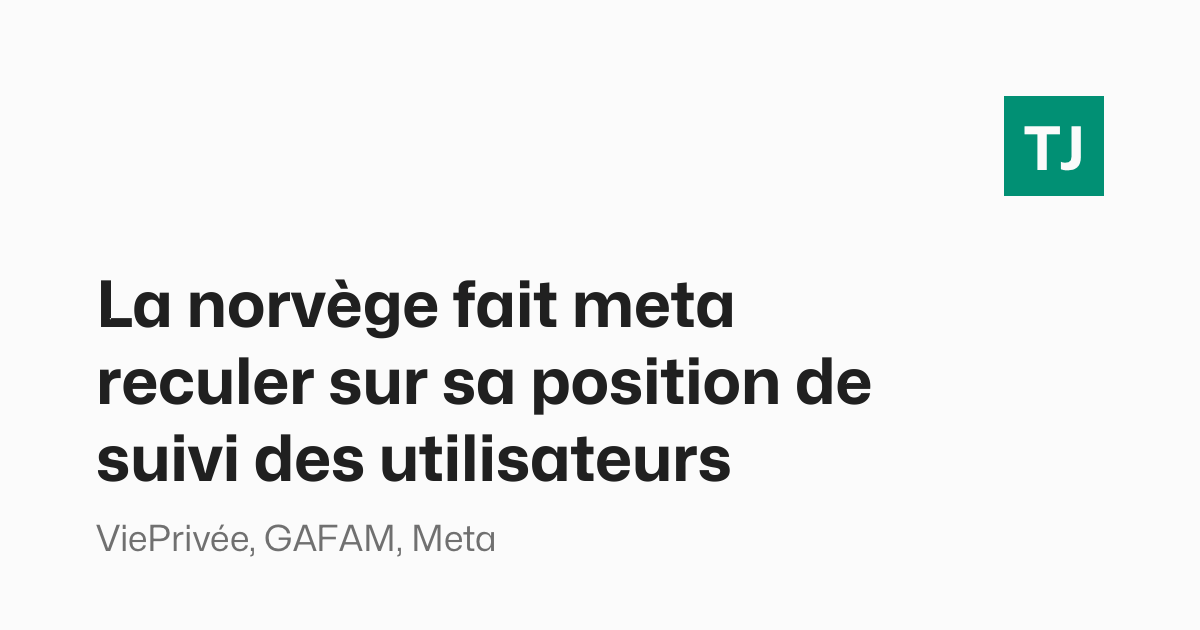 TJ
La norvège fait meta
reculer sur sa position de
suivi des utilisateurs
ViePrivée, GAFAM, Meta